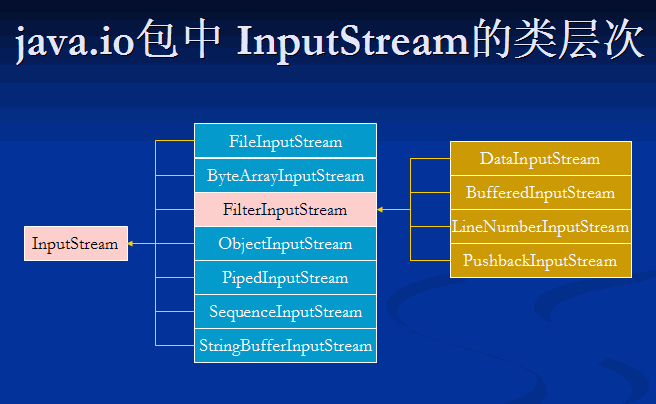 java.io包中 InputStream的类层次
InputStream
FileInputStream
ByteArrayInputStream
FilterInputStream
ObjectInputStream
PipedInputStream
SequenceInputStream
StringBufferInputStream
DataInputStream
BufferedInputStream
LineNumberInputStream
PushbackInputStream